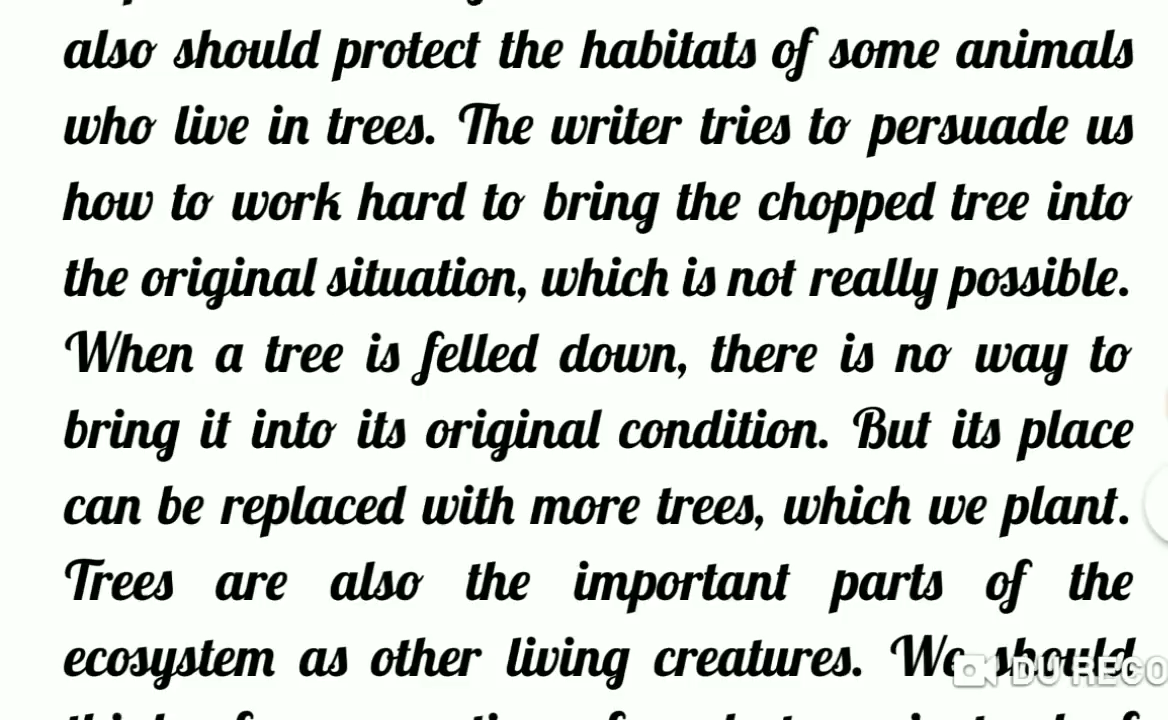 also should protect the habitats of some animals
who live in trees. The writer tries to persuade us
how to work hard to bring the chopped tree into
the original situation, which is not really possible.
When a tree is felled down, there is no way to
bring it into its original condition. But its place
can be replaced with more trees, which we plant.
Trees are also the important parts of the
ecosystem as other living creatures. We should
DU RECO